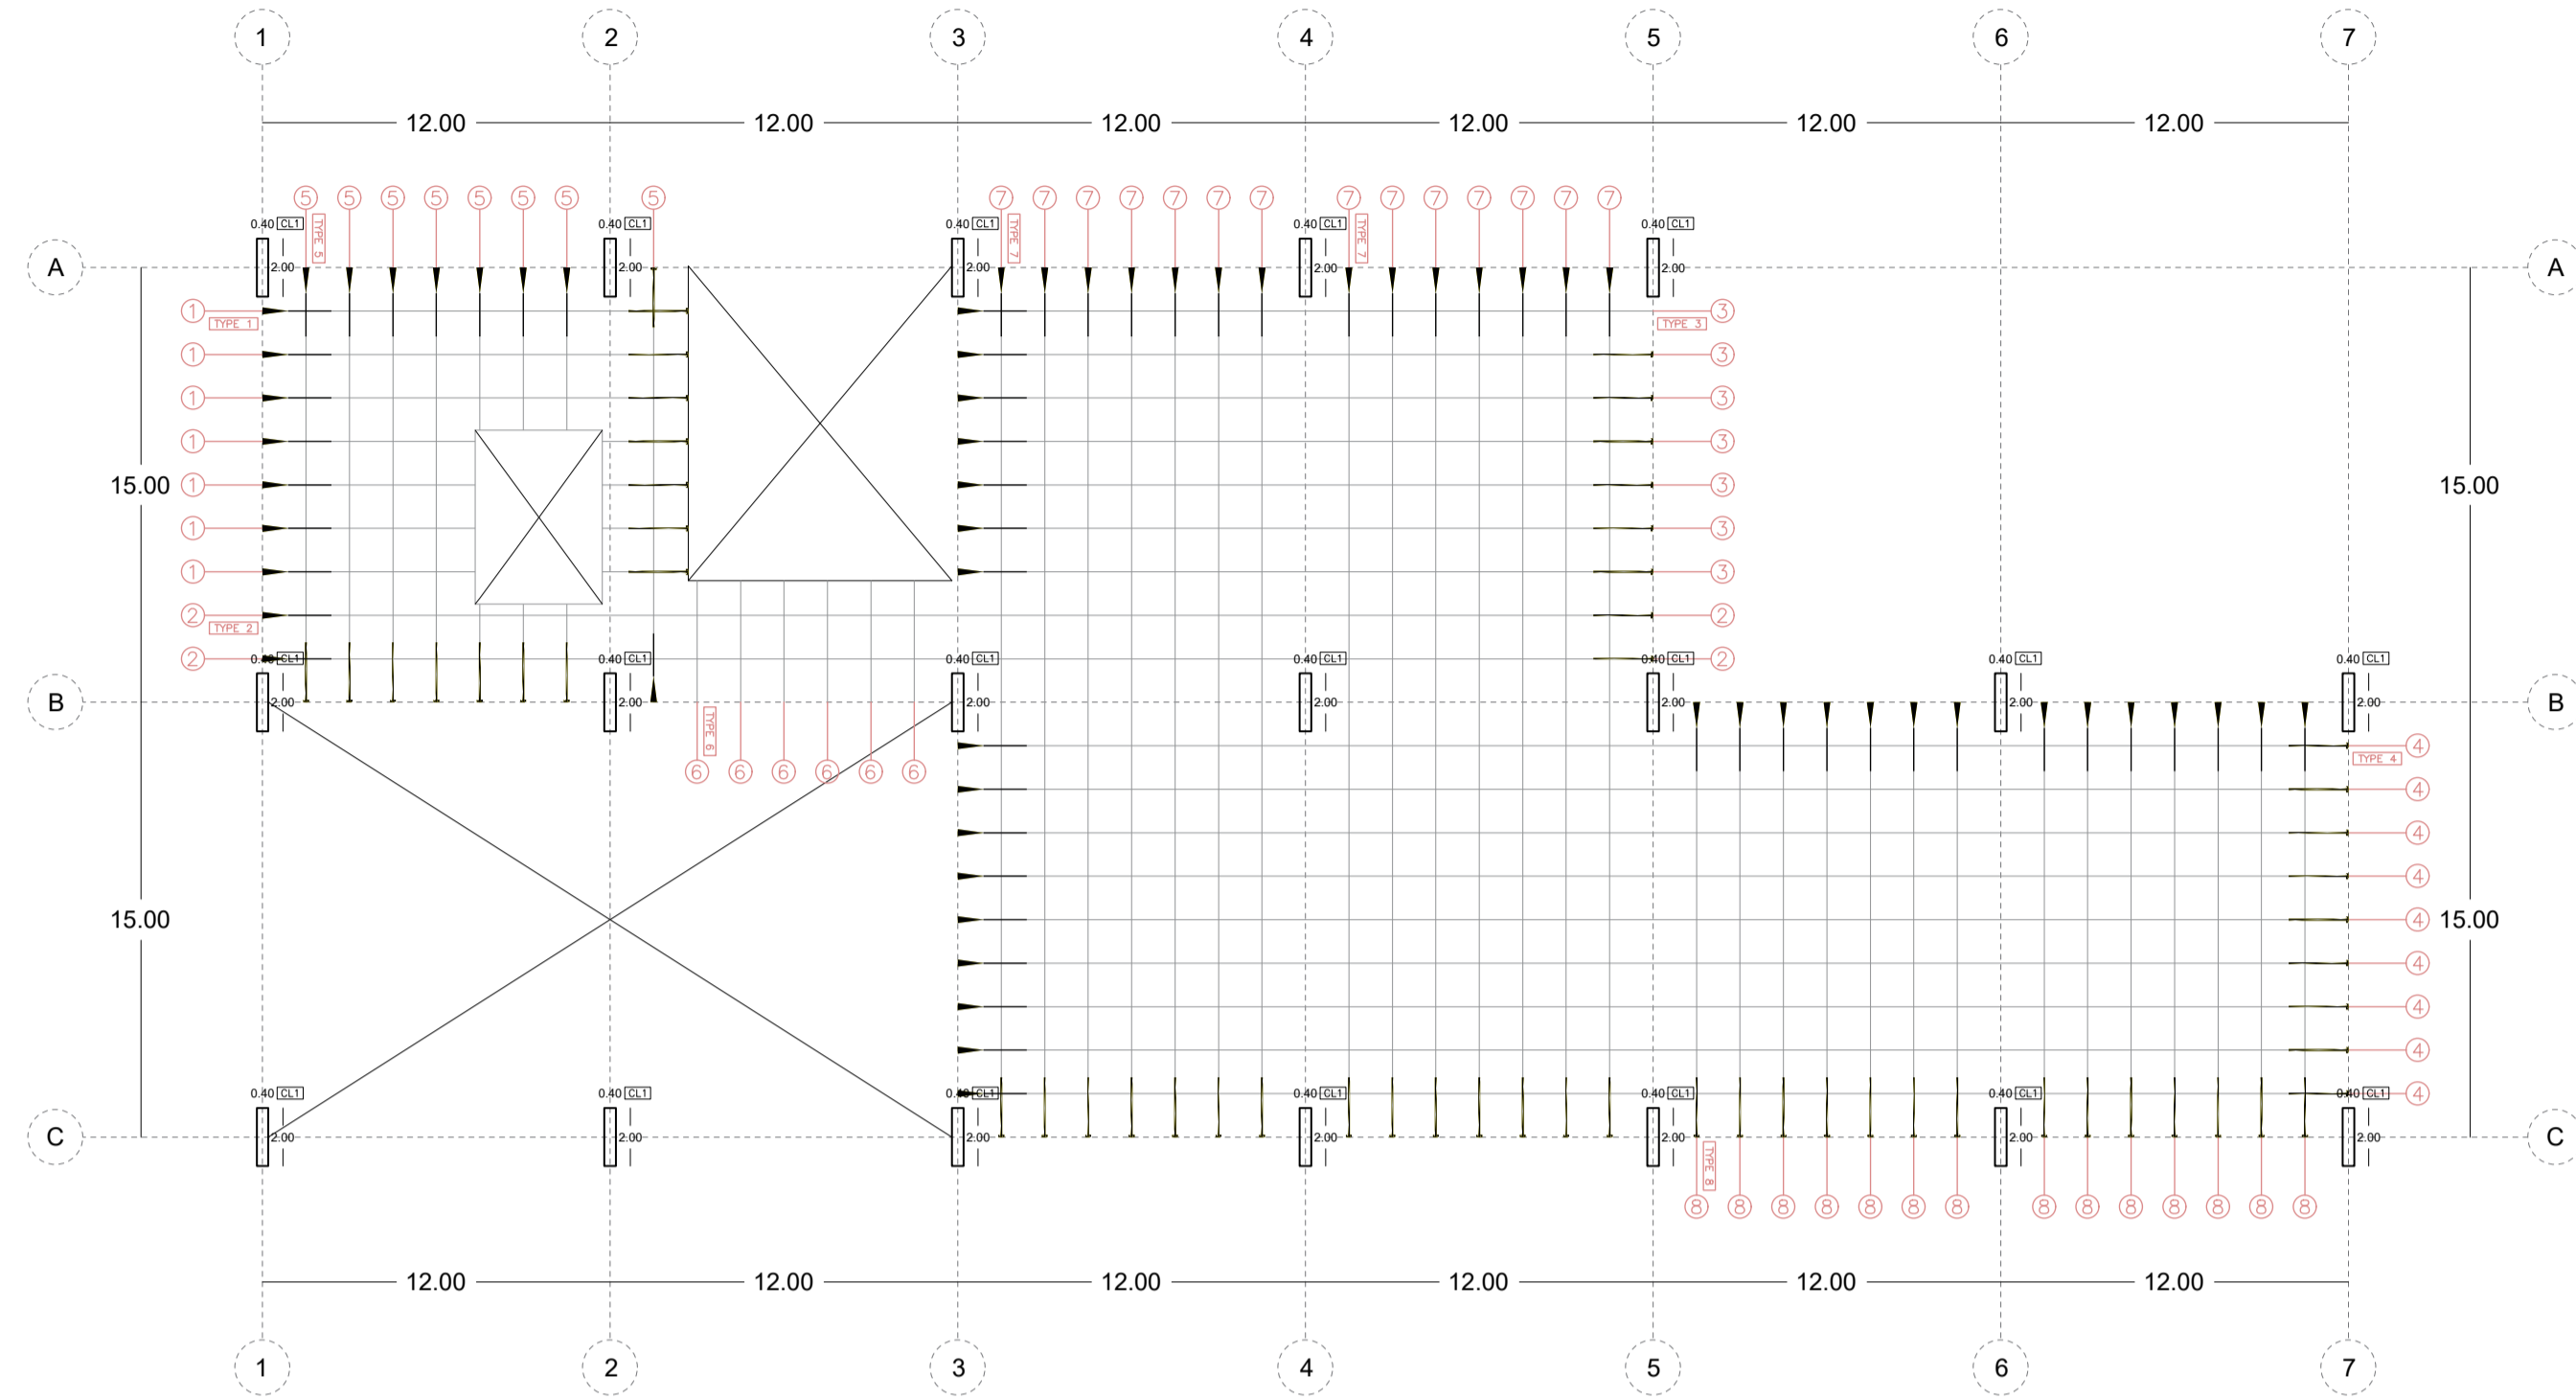 1 2 3 4 5 6 7
12.00 12.00 12.00 12.00 12.00 12.00
5 5 5 5 5 5 5 5 7 7 7 7 7 7 7 7 7 7 7 7 7 7
0.40 CL1 0.40 CL1 0.40 CL1 0.40 CL1 0.40 CL1
TYPE 5 TYPE 7 TYPE 7
A 2.00 2.00 2.00 2.00 2.00 A
1 3
TYPE 1 TYPE 3
1 3
1 3
1 3
15.00 1 3 15.00
1 3
1 3
2 2
TYPE 2
2 0.40 CL1 0.40 CL1 0.40 CL1 0.40 CL1 0.40 CL1 2 0.40 CL1 0.40 CL1
B 2.00 2.00 2.00 2.00 2.00 2.00 2.00 B
TYPE 6 4
TYPE 4
6 6 6 6 6 6
4
4
4
15.00 4 15.00
4
4
4
0.40 CL1 0.40 CL1 0.40 CL1 0.40 CL1 0.40 CL1 0.40 CL1 0.40 CL1 4
C 2.00 2.00 2.00 2.00 2.00 2.00 2.00 C
TYPE 8
8 8 8 8 8 8 8 8 8 8 8 8 8 8
12.00 12.00 12.00 12.00 12.00 12.00
1 2 3 4 5 6 7